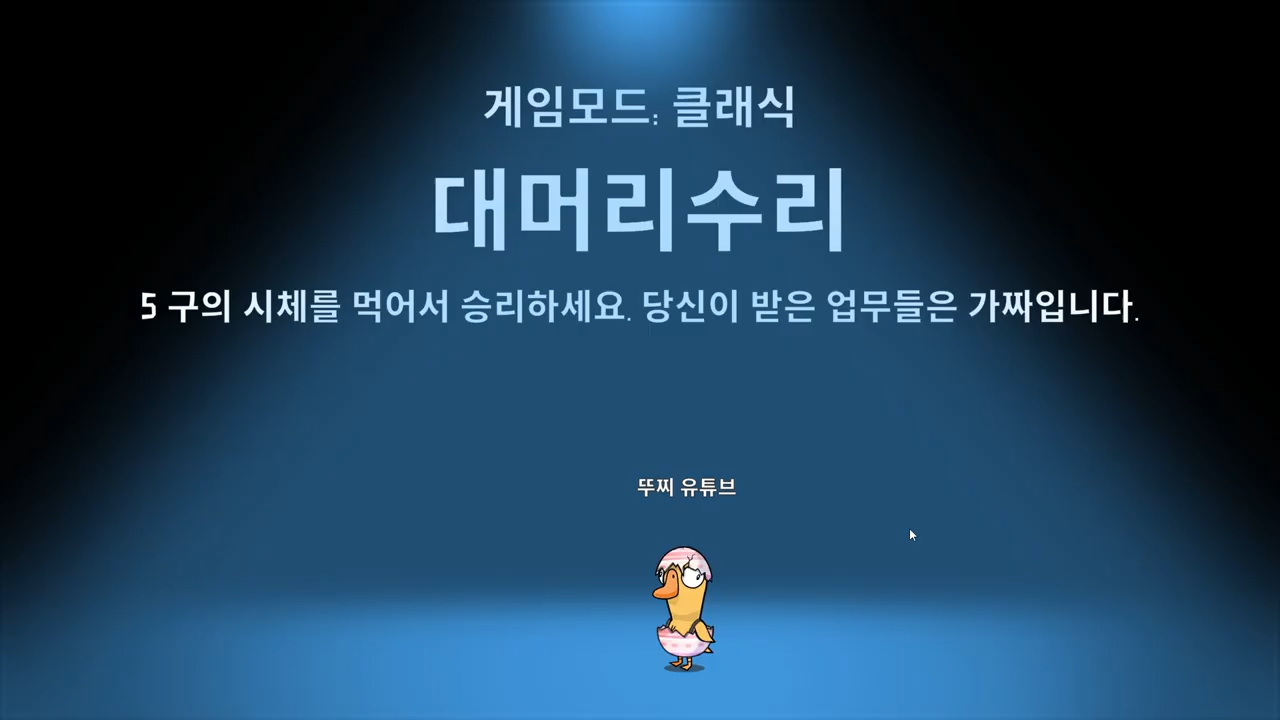 게임모드: 클래식
대머리수리
5 구의 시체를 먹어서 승리하세요. 당신이 받은 업무들은 가짜입니다.
뚜찌 유튜브